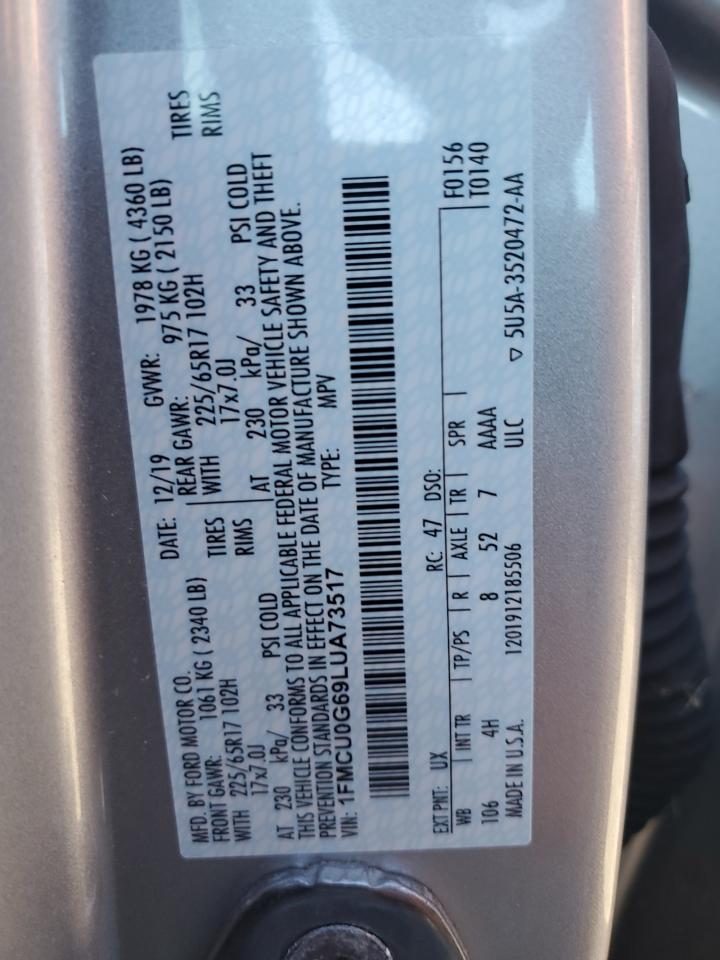 MFD. BY FORD MOTOR CO. DATE: 12/19 GVWR: 1978 KG ( 4360 LB)
FRONT GAWR: 1061 KG ( 2340 LB) REAR GAWR: 975 KG ( 2150 LB)
WITH 225/65R17 102H TIRES WITH 225/65R17 102H TIRES
17x7.0J RIMS 17x7.0J RIMS
AT 230 kPa/ 33 PSI COLD AT 230 kPa/ 33 PSI COLD
THIS VEHICLE CONFORMS TO ALL APPLICABLE FEDERAL MOTOR VEHICLE SAFETY AND THEFT
PREVENTION STANDARDS IN EFFECT ON THE DATE OF MANUFACTURE SHOWN ABOVE.
VIN: 1FMCU0G69LUA73517 TYPE: MPV
EXT PNT: UX RC: 47 DSO: F0156
WB INT TR TP/PS R AXLE TR SPR T0140
106 4H 8 52 7 AAAA
MADE IN U.S.A. 1201912185506 ULC ▽ 5U5A-3520472-AA